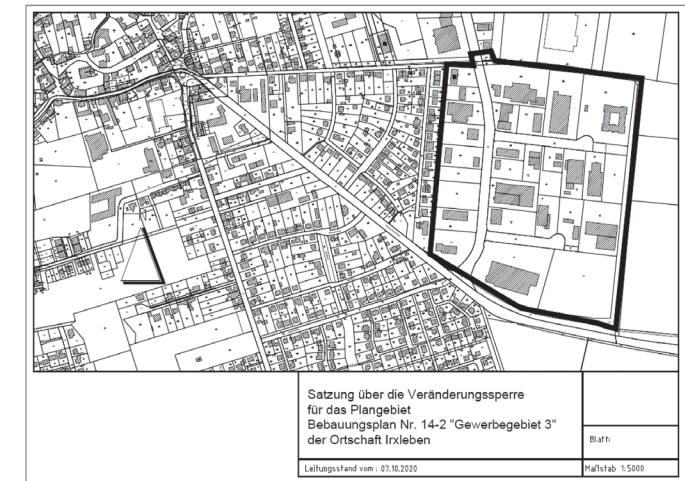 Satzung über die Veränderungssperre
für das Plangebiet
Bebauungsplan Nr. 14-2 "Gewerbegebiet 3"
der Ortschaft Irxleben
Blatt:
Leitungsstand vom : 07.10.2020
Maßstab 1:5000